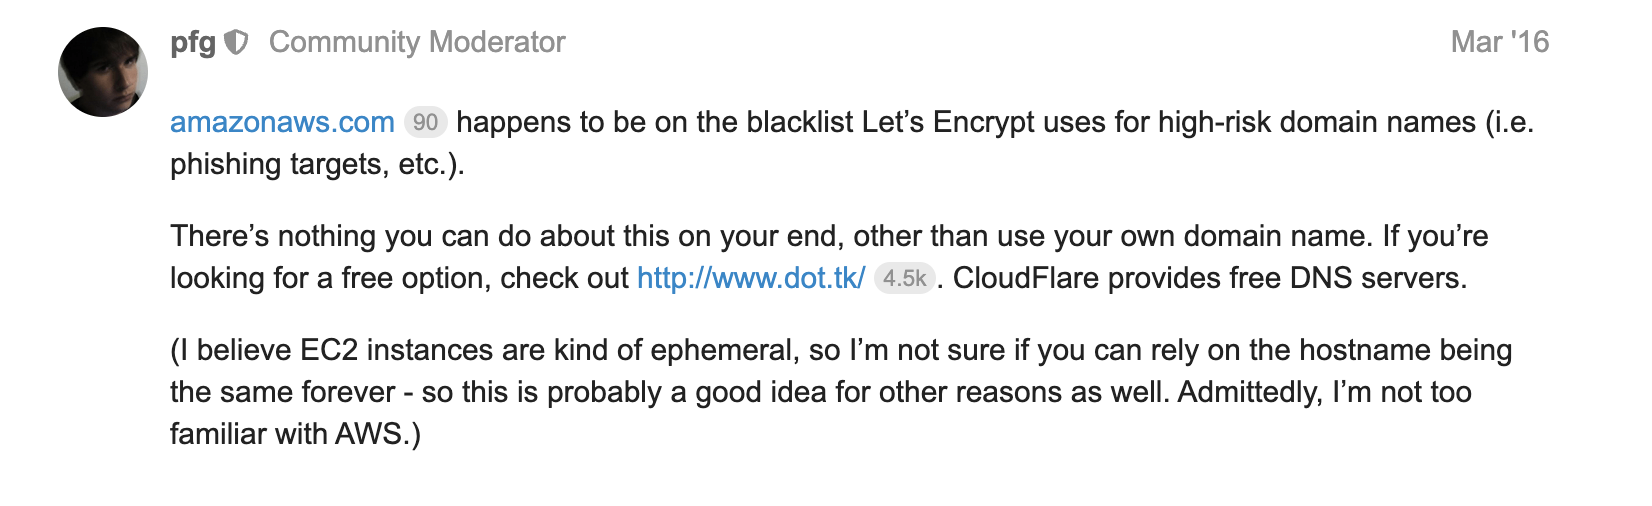 pfg Community Moderator Mar '16
amazonaws.com 90 happens to be on the blacklist Let’s Encrypt uses for high-risk domain names (i.e.
phishing targets, etc.).
There’s nothing you can do about this on your end, other than use your own domain name. If you’re
looking for a free option, check out http://www.dot.tk/ 4.5k . CloudFlare provides free DNS servers.
(I believe EC2 instances are kind of ephemeral, so I’m not sure if you can rely on the hostname being
the same forever - so this is probably a good idea for other reasons as well. Admittedly, I’m not too
familiar with AWS.)